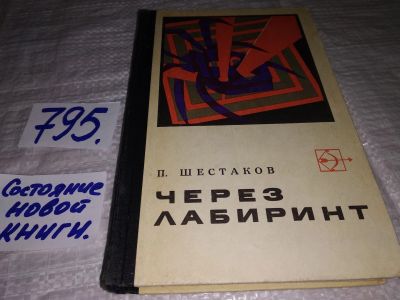 795.
Состояние
новой
книги.
П. ШЕСТАКОВ
ЧЕРЕЗ
ЛАБИРИНТ